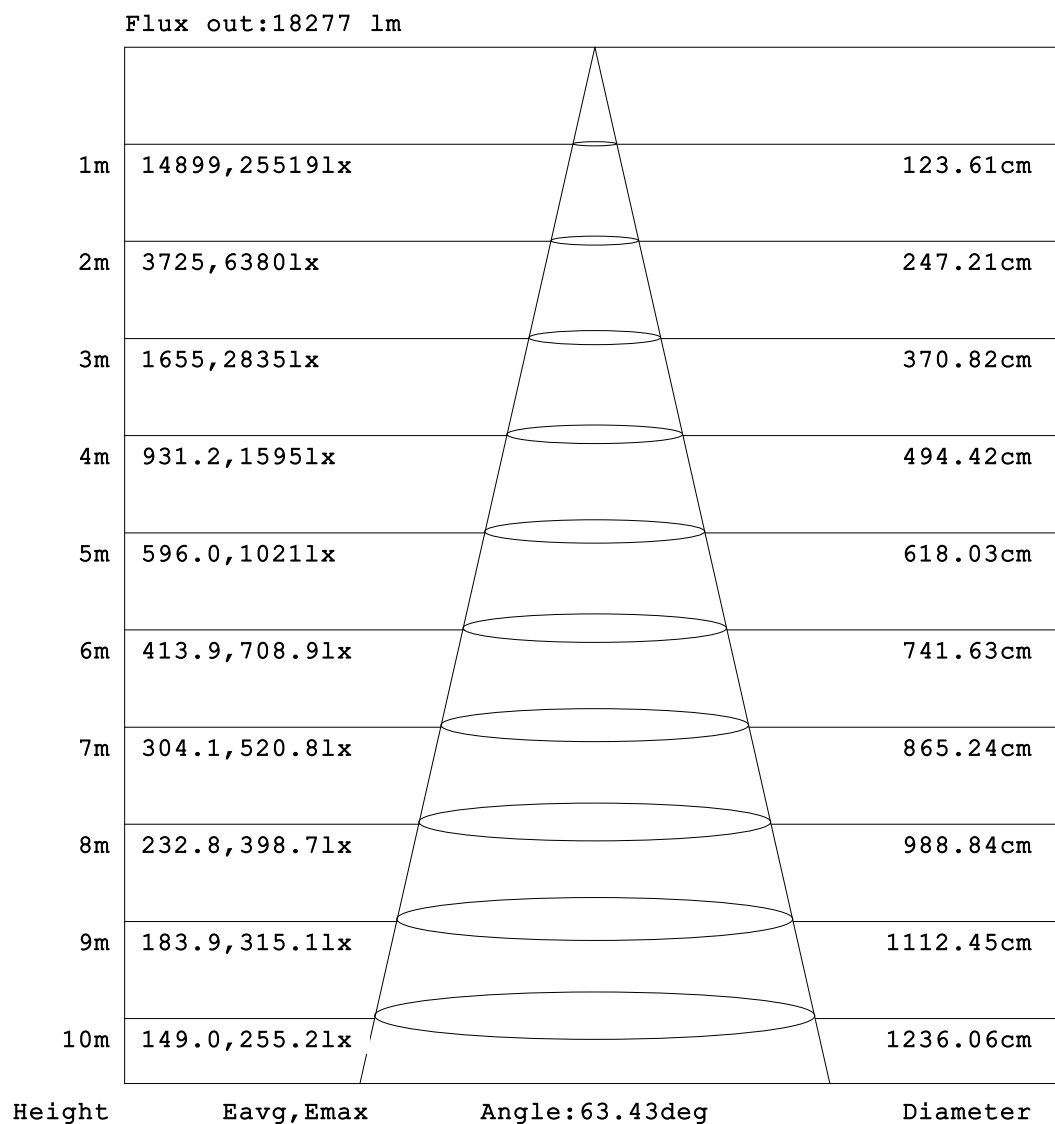 Flux out:18277 lm
1m 14899,25519lx 123.61cm
2m 3725,6380lx 247.21cm
3m 1655,2835lx 370.82cm
4m 931.2,1595lx 494.42cm
5m 596.0,1021lx 618.03cm
6m 413.9,708.9lx 741.63cm
7m 304.1,520.8lx 865.24cm
8m 232.8,398.7lx 988.84cm
9m 183.9,315.1lx 1112.45cm
10m 149.0,255.2lx 1236.06cm
Height Eavg,Emax Angle:63.43deg Diameter